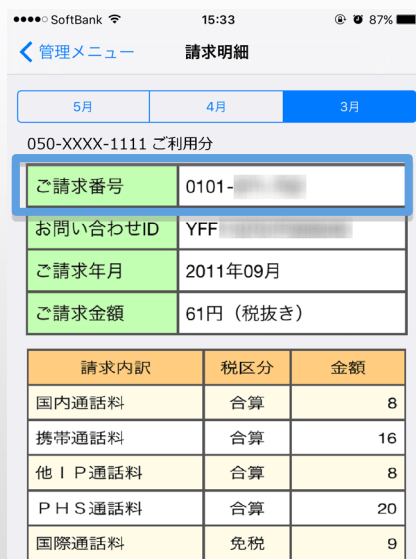 SoftBank 15:33 87%
管理メニュー 請求明細
5月 4月 3月
050-XXXX-1111 ご利用分
ご請求番号 0101-
お問い合わせID YFF
ご請求年月 2011年09月
ご請求金額 61円（税抜き）
請求内訳 税区分 金額
国内通話料 合算 8
携帯通話料 合算 16
他ＩＰ通話料 合算 8
ＰＨＳ通話料 合算 20
国際通話料 免税 9